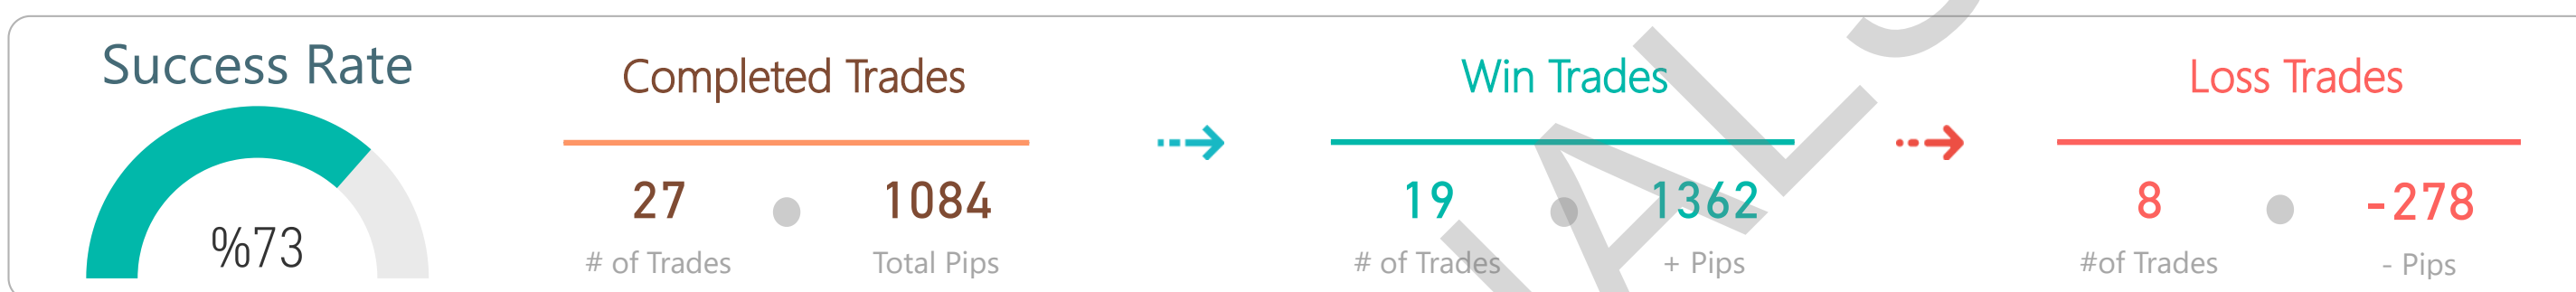 Success Rate
%73
Completed Trades
27 1084
# of Trades Total Pips
Win Trades
19 1362
# of Trades + Pips
Loss Trades
8 -278
#of Trades - Pips